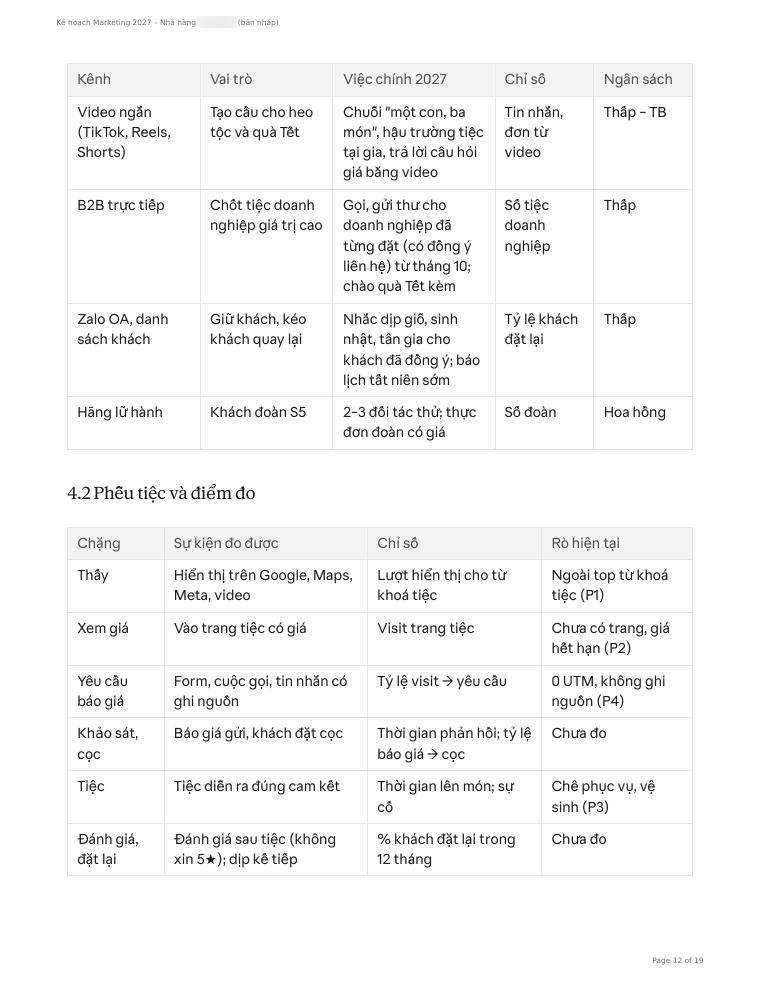 Kế hoạch Marketing 2027 – Nhà hàng (bản nháp)
Kênh Vai trò Việc chính 2027 Chỉ số Ngân sách
Video ngắn Tạo cầu cho heo Chuỗi "một con, ba Tin nhắn, Thấp – TB
(TikTok, Reels, tộc và quà Tết món", hậu trường tiệc đơn từ
Shorts) tại gia, trả lời câu hỏi video
giá bằng video
B2B trực tiếp Chốt tiệc doanh Gọi, gửi thư cho Số tiệc Thấp
nghiệp giá trị cao doanh nghiệp đã doanh
từng đặt (có đồng ý nghiệp
liên hệ) từ tháng 10;
chào quà Tết kèm
Zalo OA, danh Giữ khách, kéo Nhắc dịp giỗ, sinh Tỷ lệ khách Thấp
sách khách khách quay lại nhật, tân gia cho đặt lại
khách đã đồng ý; báo
lịch tất niên sớm
Hãng lữ hành Khách đoàn S5 2–3 đối tác thử; thực Số đoàn Hoa hồng
đơn đoàn có giá
4.2 Phễu tiệc và điểm đo
Chặng Sự kiện đo được Chỉ số Rò hiện tại
Thấy Hiển thị trên Google, Maps, Lượt hiển thị cho từ Ngoài top từ khoá
Meta, video khoá tiệc tiệc (P1)
Xem giá Vào trang tiệc có giá Visit trang tiệc Chưa có trang, giá
hết hạn (P2)
Yêu cầu Form, cuộc gọi, tin nhắn có Tỷ lệ visit → yêu cầu 0 UTM, không ghi
báo giá ghi nguồn nguồn (P4)
Khảo sát, Báo giá gửi, khách đặt cọc Thời gian phản hồi; tỷ lệ Chưa đo
cọc báo giá → cọc
Tiệc Tiệc diễn ra đúng cam kết Thời gian lên món; sự Chê phục vụ, vệ
cố sinh (P3)
Đánh giá, Đánh giá sau tiệc (không % khách đặt lại trong Chưa đo
đặt lại xin 5★); dịp kế tiếp 12 tháng
Page 12 of 19